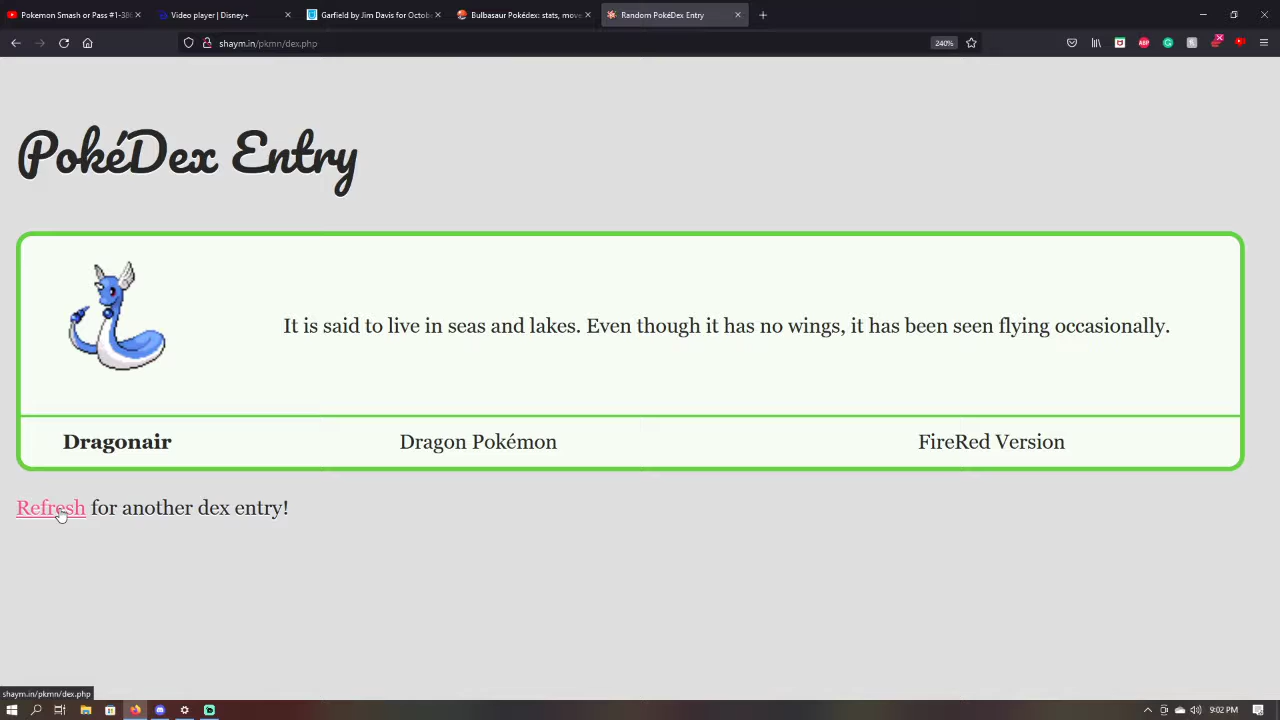 Pokemon Smash or Pass #1-38
Video player | Disney+
Garfield by Jim Davis for Octob
Bulbasaur Pokédex: stats, move
Random PokéDex Entry
shaym.in/pkmn/dex.php
240%
ABP
PokéDex Entry
It is said to live in seas and lakes. Even though it has no wings, it has been seen flying occasionally.
Dragonair
Dragon Pokémon
FireRed Version
Refresh for another dex entry!
shaym.in/pkmn/dex.php
9:02 PM